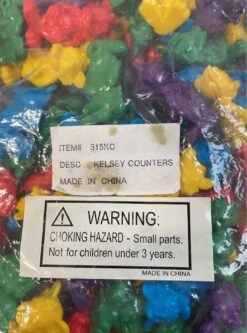 ITEM# 515KC
DESC. KELSEY COUNTERS
MADE IN CHINA
WARNING:
CHOKING HAZARD - Small parts.
Not for children under 3 years.
MADE IN CHINA